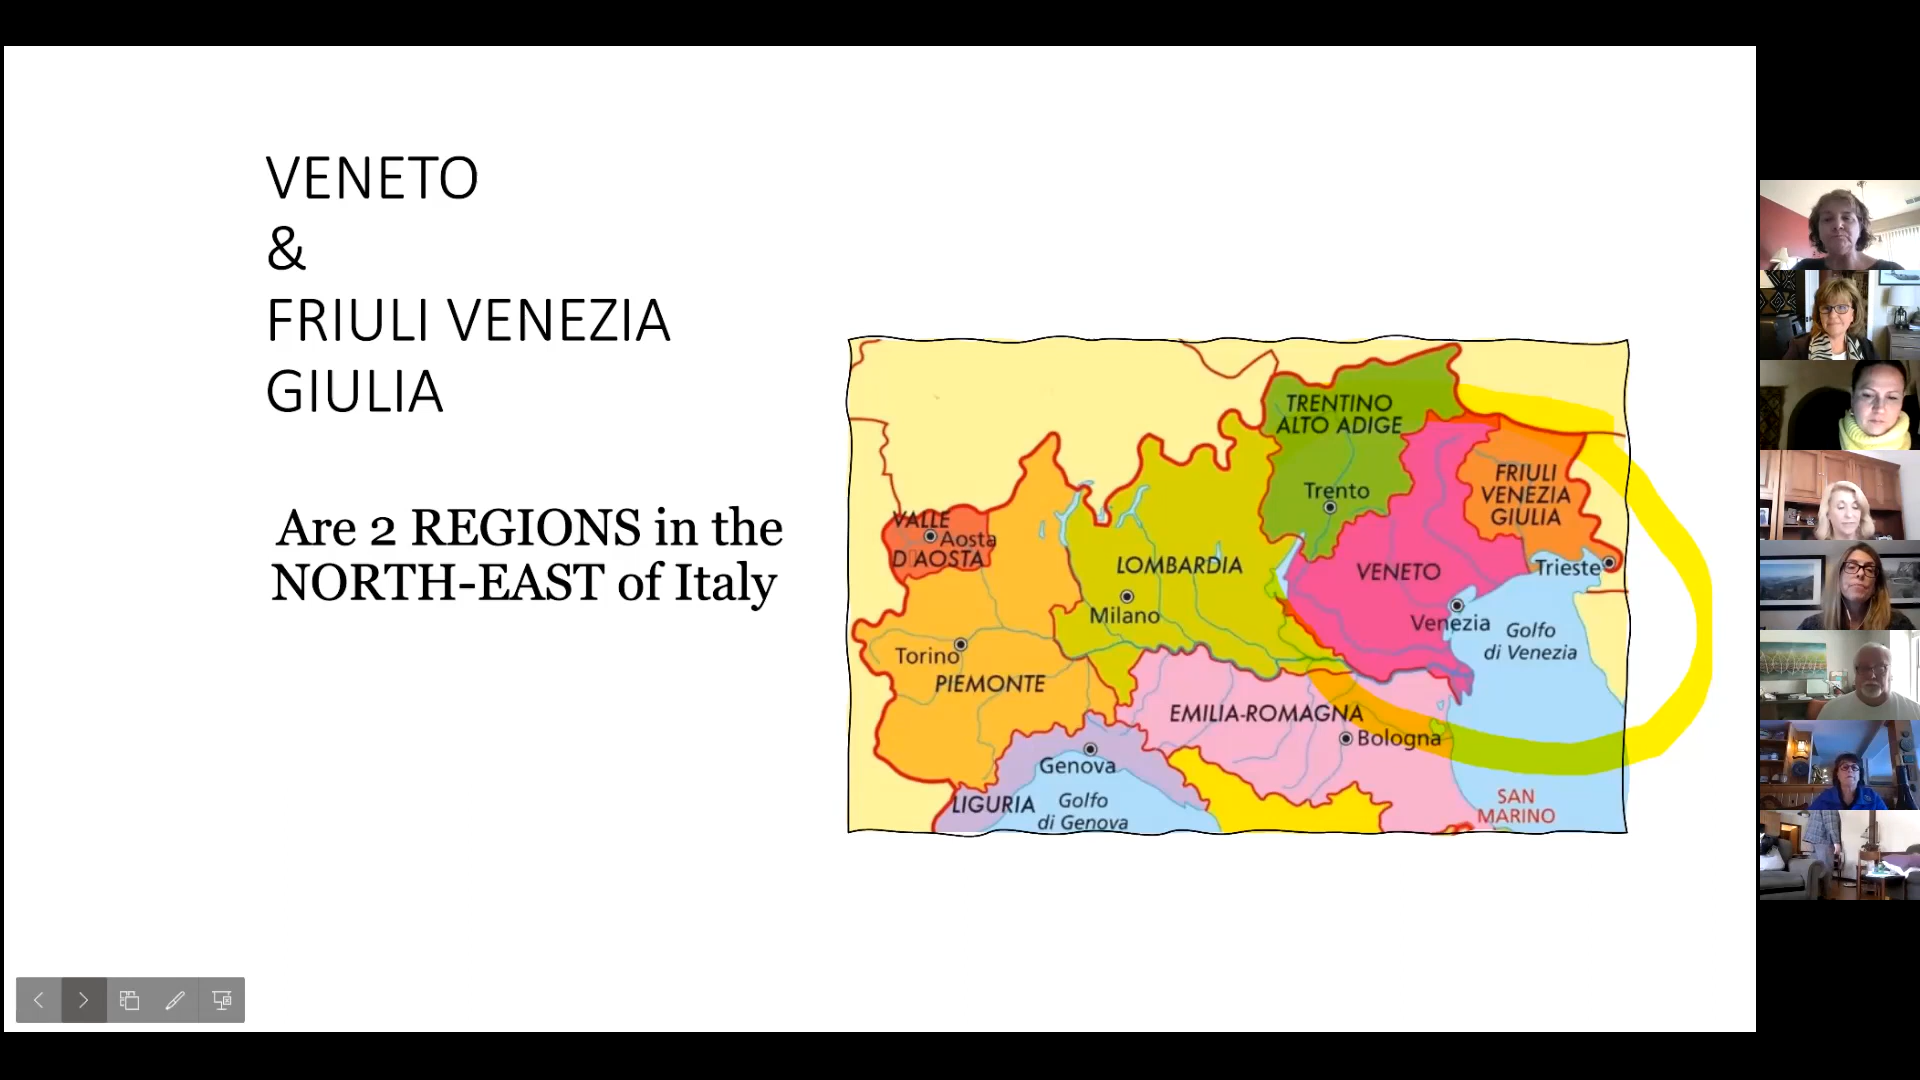 VENETO
&
FRIULI VENEZIA
GIULIA
Are 2 REGIONS in the
NORTH-EAST of Italy
TRENTINO
ALTO ADIGE
Trento
FRIULI
VENEZIA
GIULIA
Trieste
VALLE
Aosta
D'AOSTA
LOMBARDIA
Milano
VENETO
Venezia
Golfo
di Venezia
Torino
PIEMONTE
EMILIA-ROMAGNA
Bologna
Genova
LIGURIA
Golfo
di Genova
SAN
MARINO